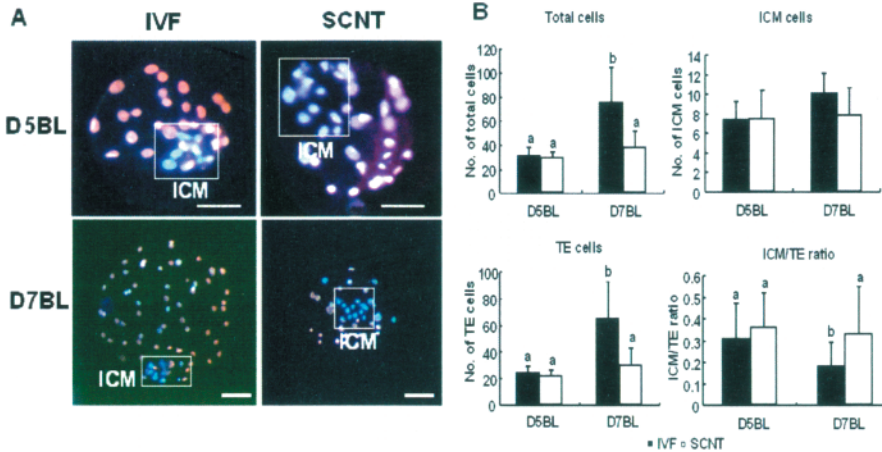 A
IVF
SCNT
D5BL
ICM
ICM
D7BL
ICM
ICM
B
Total cells
No. of total cells
120
100
80
60
40
20
0
a
a
b
a
D5BL
D7BL
ICM cells
No. of ICM cells
14
12
10
8
6
4
2
0
D5BL
D7BL
TE cells
No. of TE cells
100
80
60
40
20
0
a
a
b
a
D5BL
D7BL
ICM/TE ratio
ICM/TE ratio
0.6
0.5
0.4
0.3
0.2
0.1
0
a
a
b
a
D5BL
D7BL
IVF
SCNT